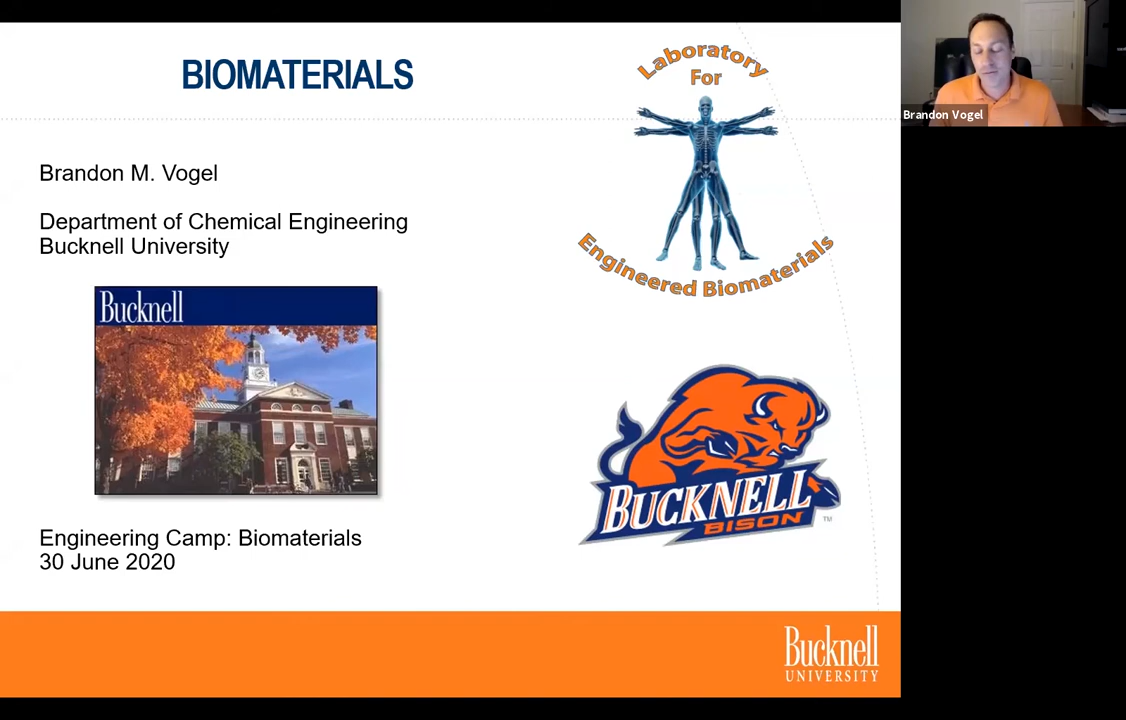 BIOMATERIALS
Laboratory
For
Engineered Biomaterials
Brandon Vogel
Brandon M. Vogel
Department of Chemical Engineering
Bucknell University
Bucknell
BUCKNELL
BISON
TM
Engineering Camp: Biomaterials
30 June 2020
Bucknell
UNIVERSITY